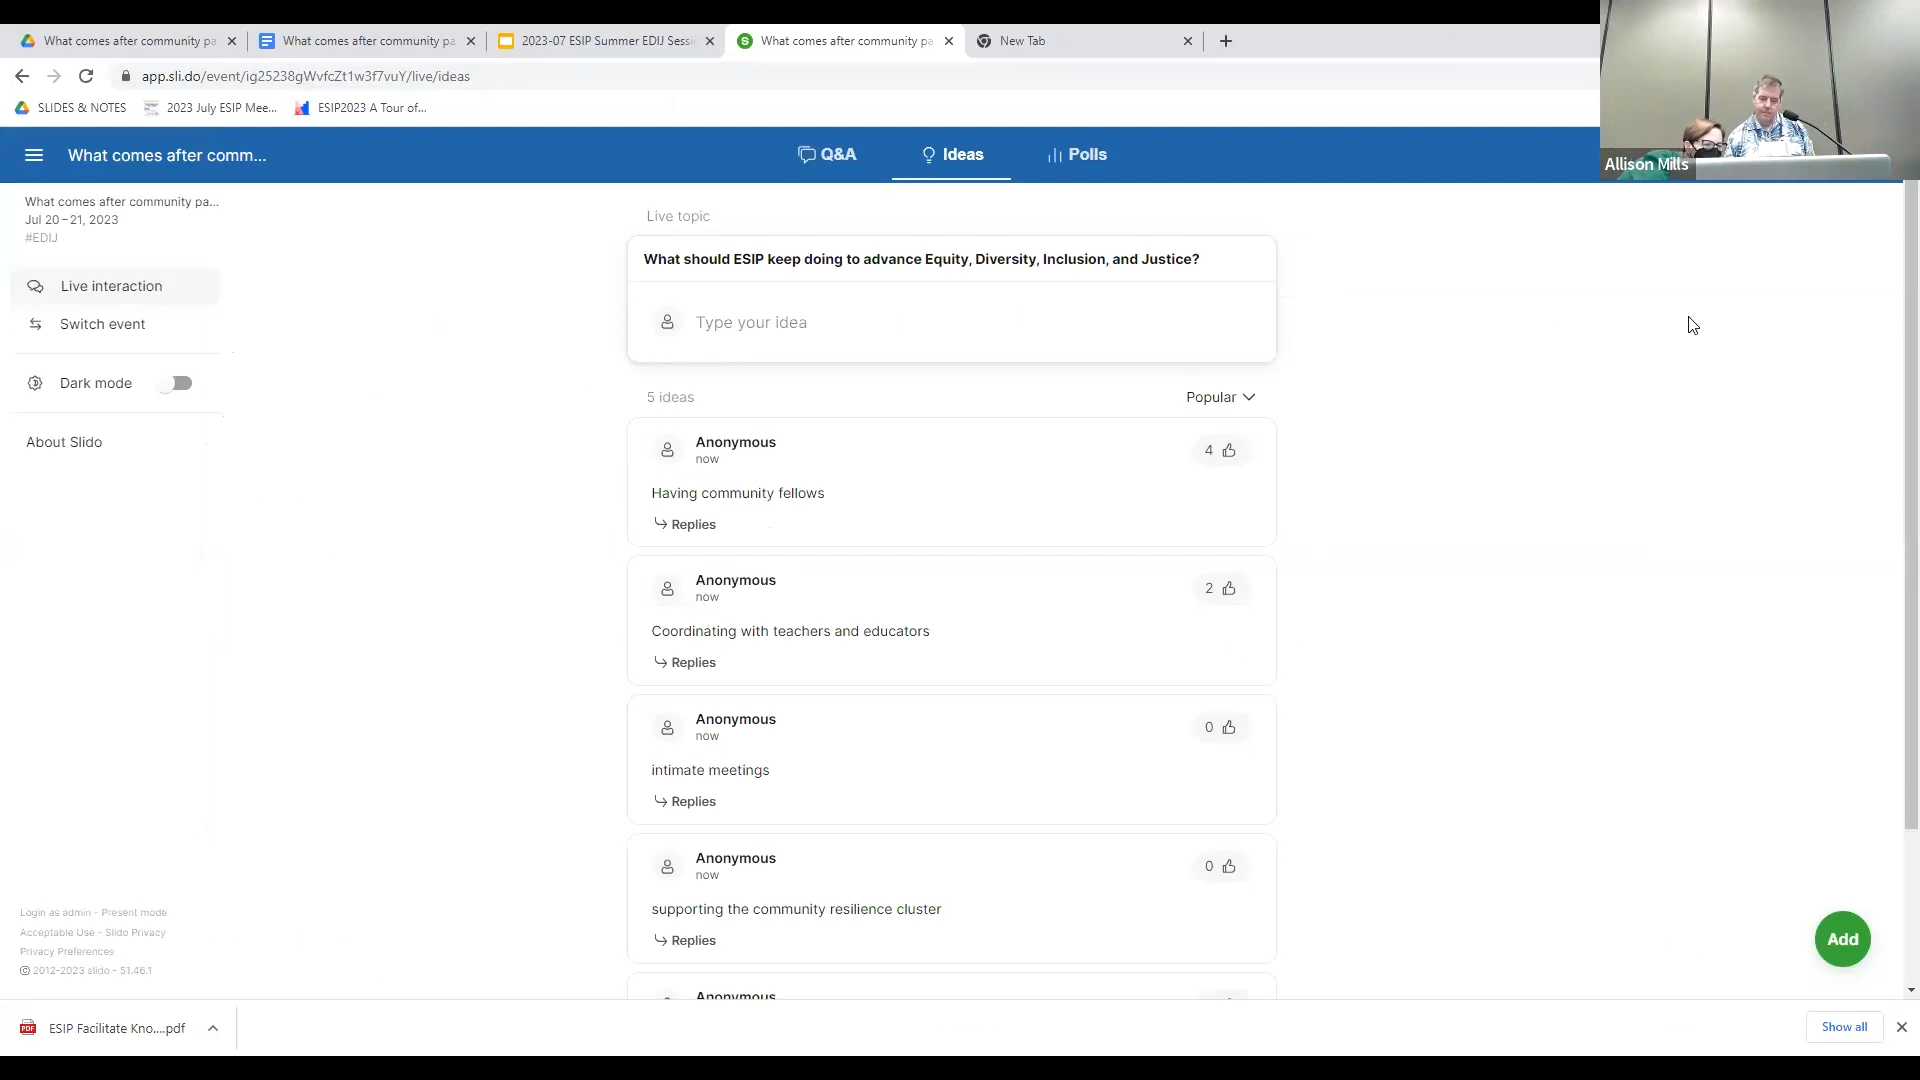 What comes after community pa
What comes after community pa
2023-07 ESIP Summer EDIJ Sessi
What comes after community pa
New Tab
app.sli.do/event/ig25238gWvfcZt1w3f7vuY/live/ideas
SLIDES & NOTES
2023 July ESIP Mee...
ESIP2023 A Tour of...
What comes after comm...
Q&A
Ideas
Polls
Allison Mills
What comes after community pa...
Jul 20 – 21, 2023
#EDIJ
Live interaction
Switch event
Dark mode
About Slido
Live topic
What should ESIP keep doing to advance Equity, Diversity, Inclusion, and Justice?
Type your idea
5 ideas
Popular
Anonymous
now
4
Having community fellows
Replies
Anonymous
now
2
Coordinating with teachers and educators
Replies
Anonymous
now
0
intimate meetings
Replies
Anonymous
now
0
supporting the community resilience cluster
Replies
Anonymous
Login as admin - Present mode
Acceptable Use - Slido Privacy
Privacy Preferences
© 2012-2023 slido - 51.46.1
Add
PDF
ESIP Facilitate Kno....pdf
Show all